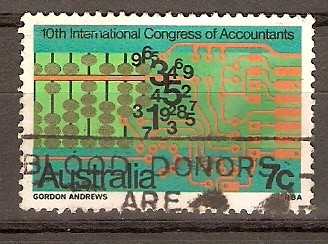 10th International Congress of Accountants
BLOOD DONORS
Australia 7c
ARE
GORDON ANDREWS